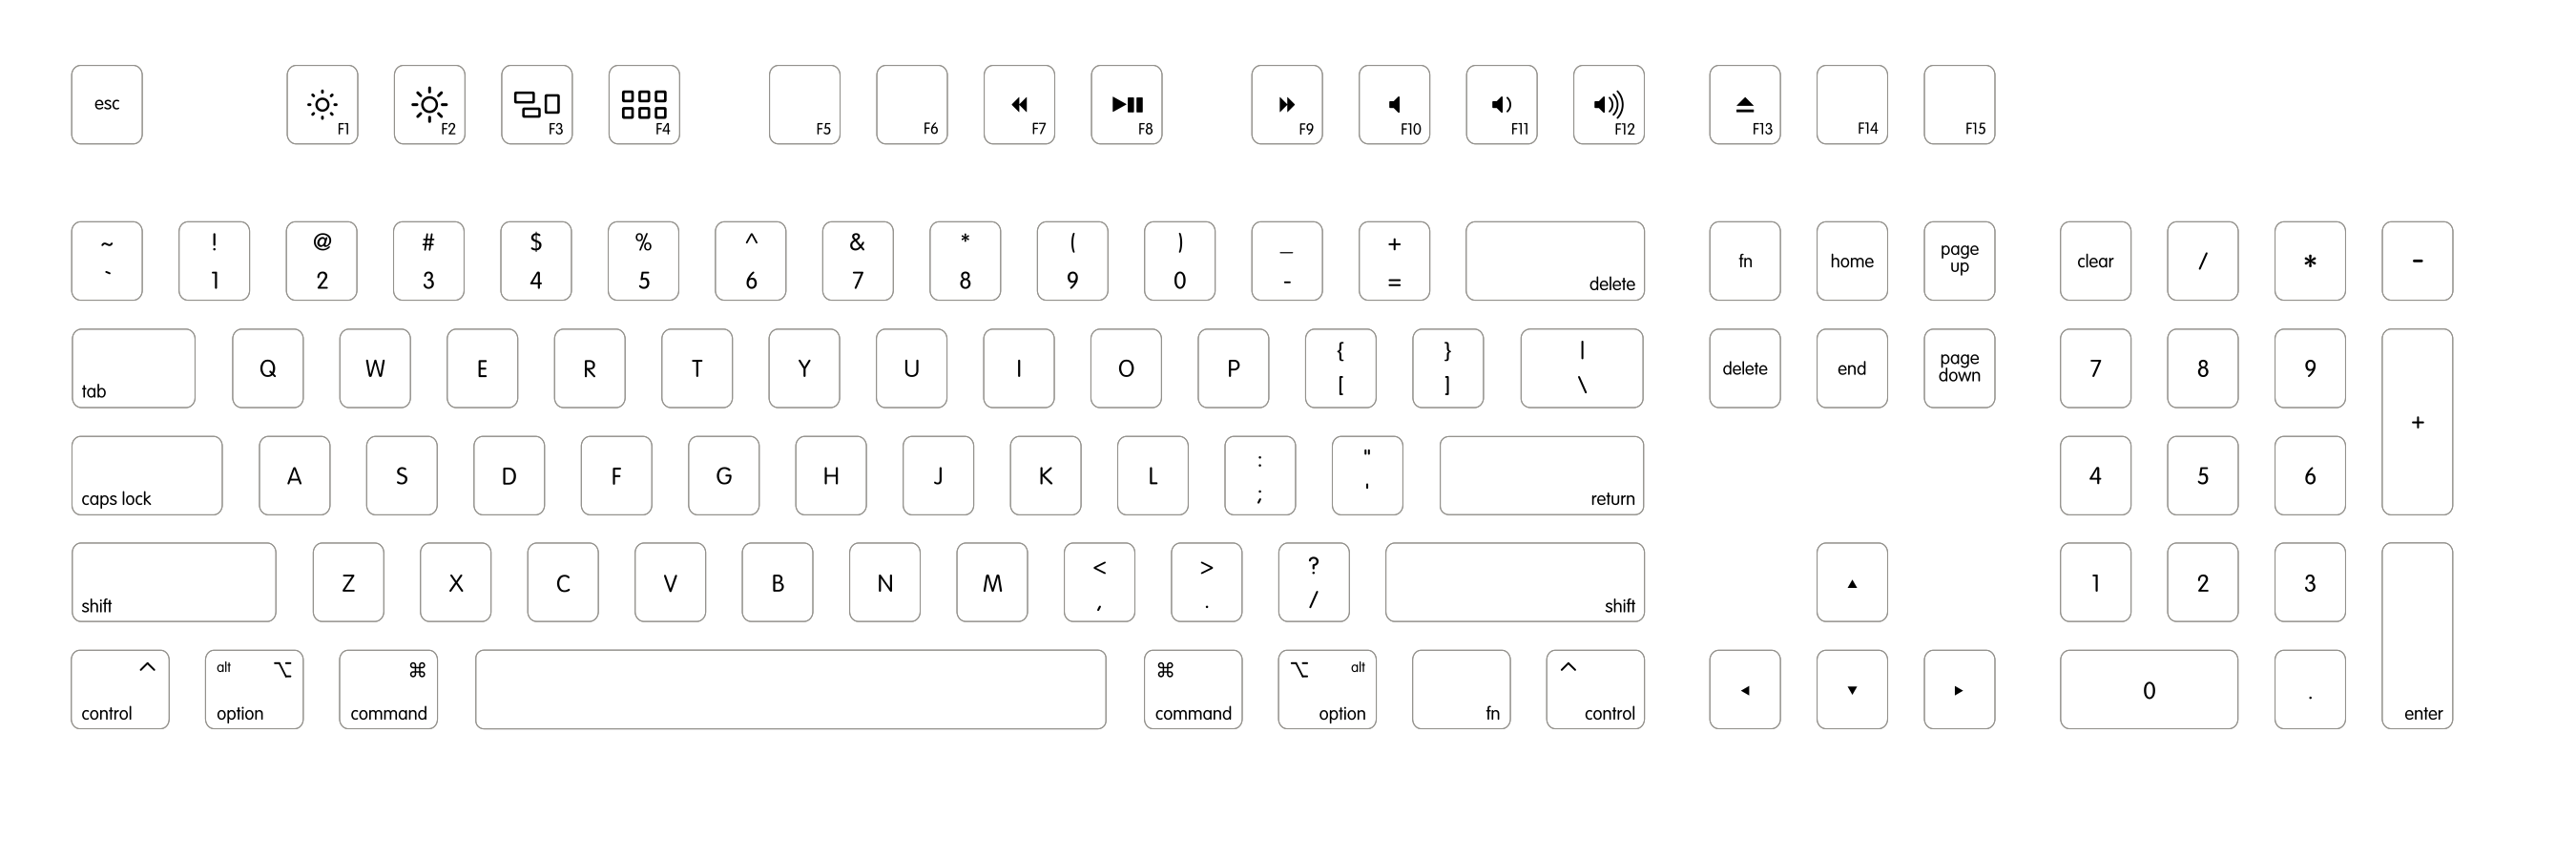 esc F1 F2 F3 F4 F5 F6 F7 F8 F9 F10 F11 F12 F13 F14 F15
~ ! @ # $ % ^ & * ( ) _ +
` 1 2 3 4 5 6 7 8 9 0 - = delete fn home page up clear / * -
tab Q W E R T Y U I O P { [ } ] | \ delete end page down 7 8 9 +
caps lock A S D F G H J K L : ; " ' return 4 5 6
shift Z X C V B N M < , > . ? / shift ▲ 1 2 3
^ control alt ⌥ option ⌘ command ⌘ command ⌥ alt option fn ^ control ◀ ▼ ▶ 0 . enter